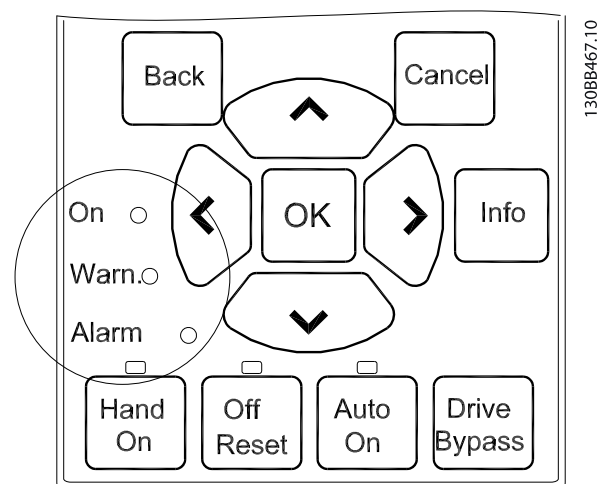 130BB467.10
Back
Cancel
On
OK
Info
Warn.
Alarm
Hand
On
Off
Reset
Auto
On
Drive
Bypass